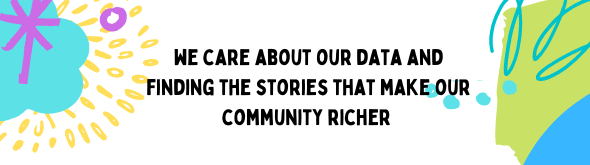 WE CARE ABOUT OUR DATA AND
FINDING THE STORIES THAT MAKE OUR
COMMUNITY RICHER